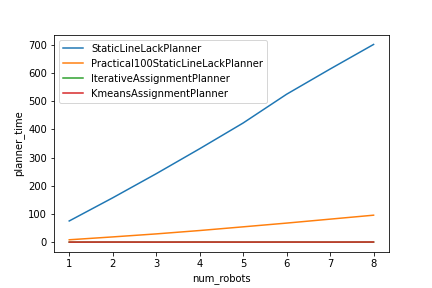 700
600
500
400
300
200
100
0
planner_time
StaticLineLackPlanner
Practical100StaticLineLackPlanner
IterativeAssignmentPlanner
KmeansAssignmentPlanner
1 2 3 4 5 6 7 8
num_robots